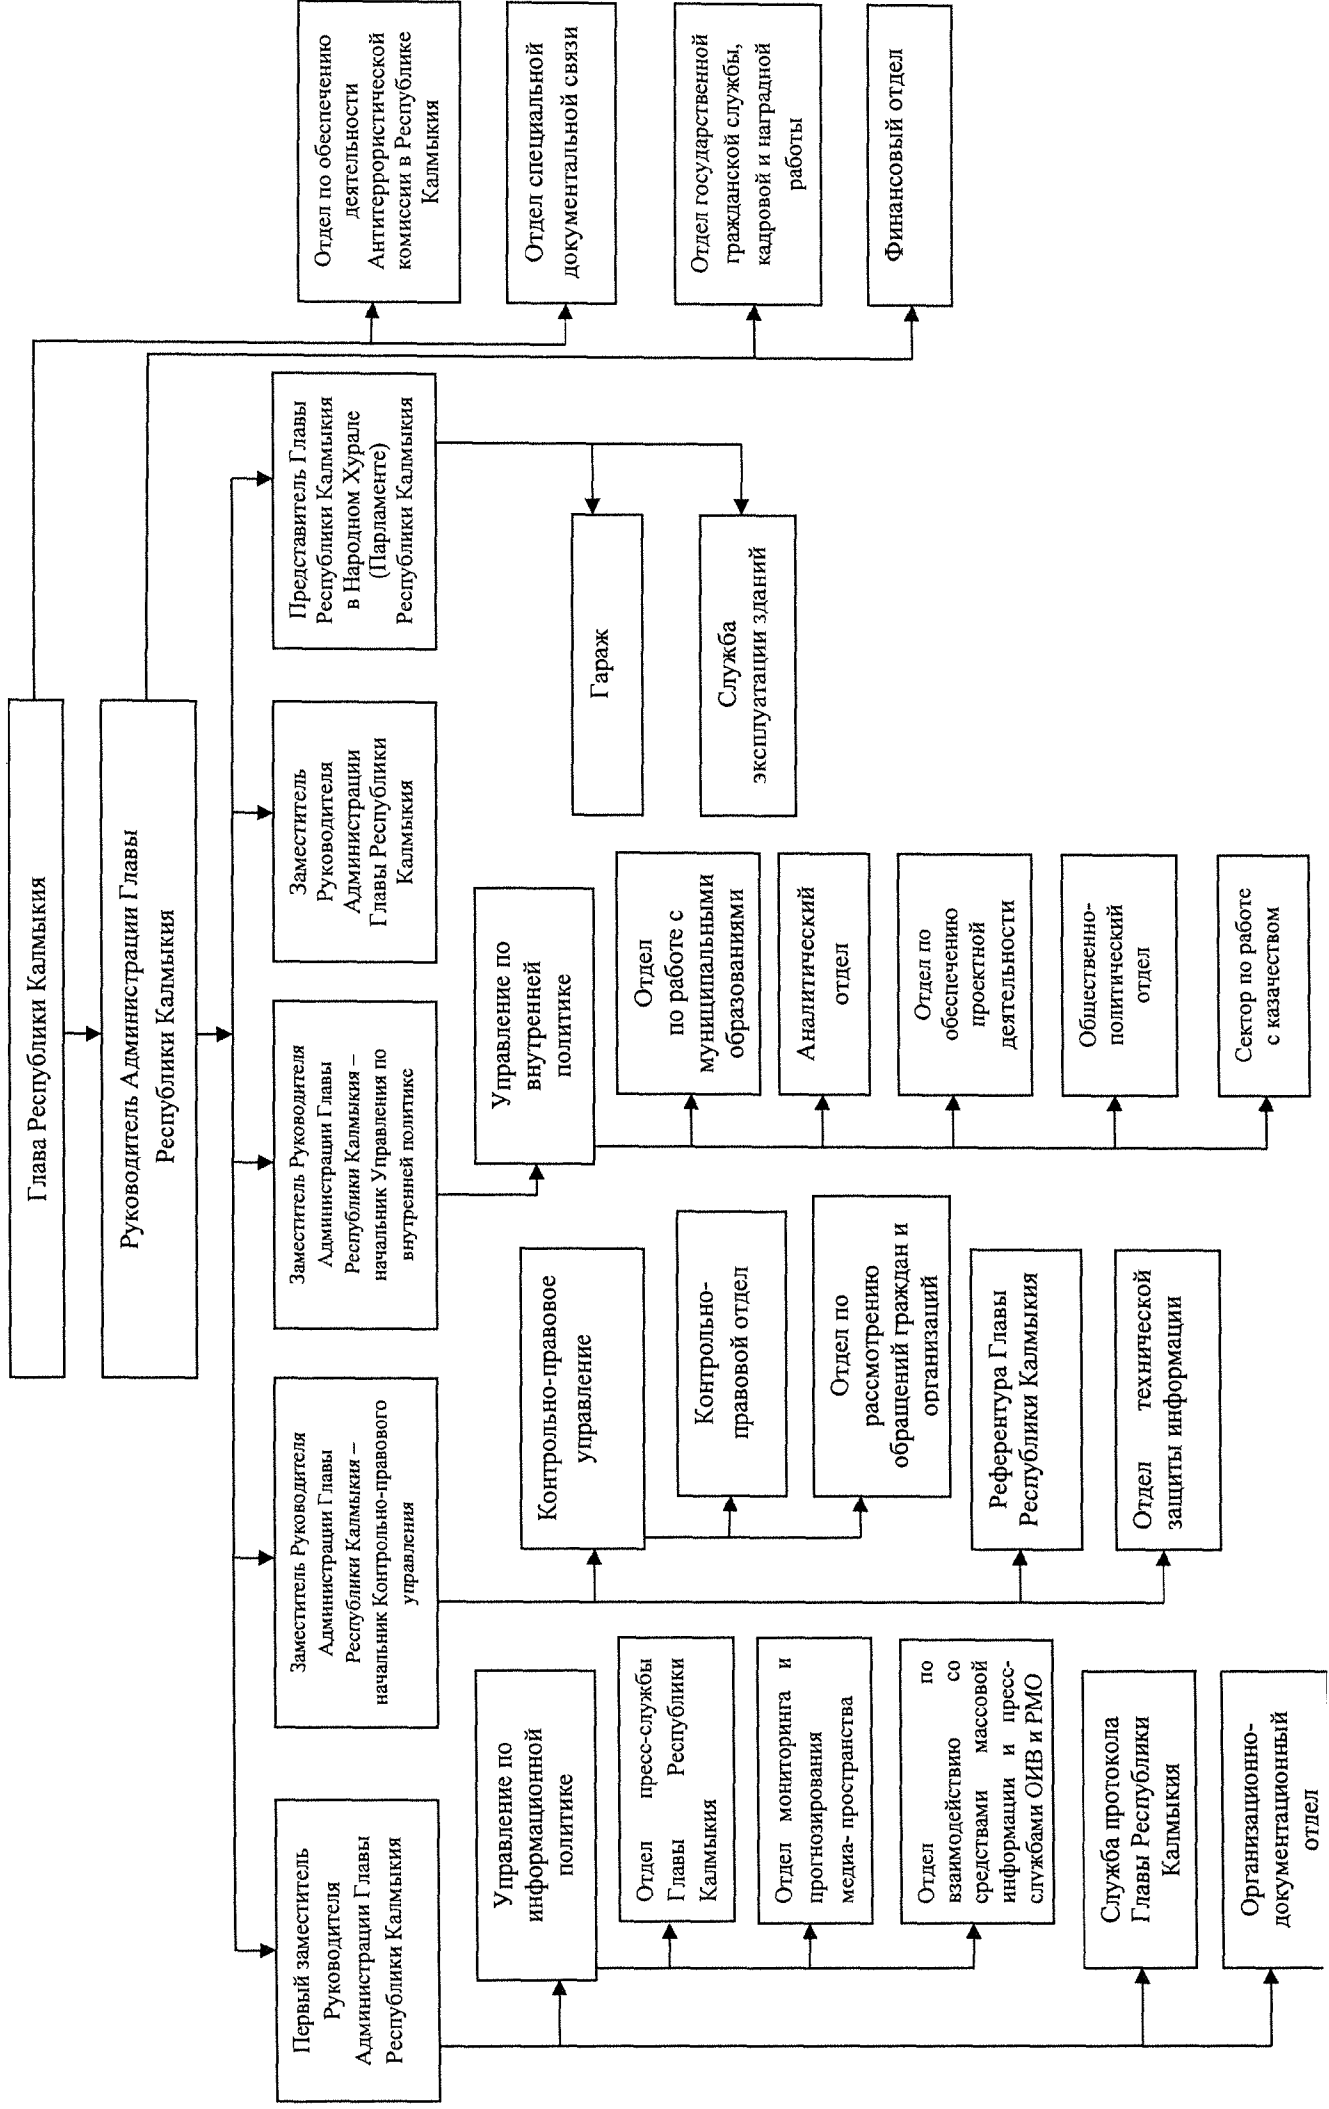 Глава Республики Калмыкия
Руководитель Администрации Главы
Республики Калмыкия
Первый заместитель
Руководителя
Администрации Главы
Республики Калмыкия
Заместитель Руководителя
Администрации Главы
Республики Калмыкия –
начальник Контрольно-правового
управления
Заместитель Руководителя
Администрации Главы
Республики Калмыкия –
начальник Управления по
внутренней политике
Заместитель
Руководителя
Администрации
Главы Республики
Калмыкия
Представитель Главы
Республики Калмыкия
в Народном Хурале
(Парламенте)
Республики Калмыкия
Отдел по обеспечению
деятельности
Антитеррористической
комиссии в Республике
Калмыкия
Отдел специальной
документальной связи
Отдел государственной
гражданской службы,
кадровой и наградной
работы
Финансовый отдел
Управление по
информационной
политике
Отдел пресс-службы
Главы Республики
Калмыкия
Отдел мониторинга и
прогнозирования
медиа- пространства
Отдел по
взаимодействию со
средствами массовой
информации и пресс-
службами ОИВ и РМО
Служба протокола
Главы Республики
Калмыкия
Организационно-
документационный
отдел
Контрольно-правовое
управление
Контрольно-
правовой отдел
Отдел по
рассмотрению
обращений граждан и
организаций
Референтура Главы
Республики Калмыкия
Отдел технической
защиты информации
Управление по
внутренней
политике
Отдел
по работе с
муниципальными
образованиями
Аналитический
отдел
Отдел по
обеспечению
проектной
деятельности
Общественно-
политический
отдел
Сектор по работе
с казачеством
Гараж
Служба
эксплуатации зданий